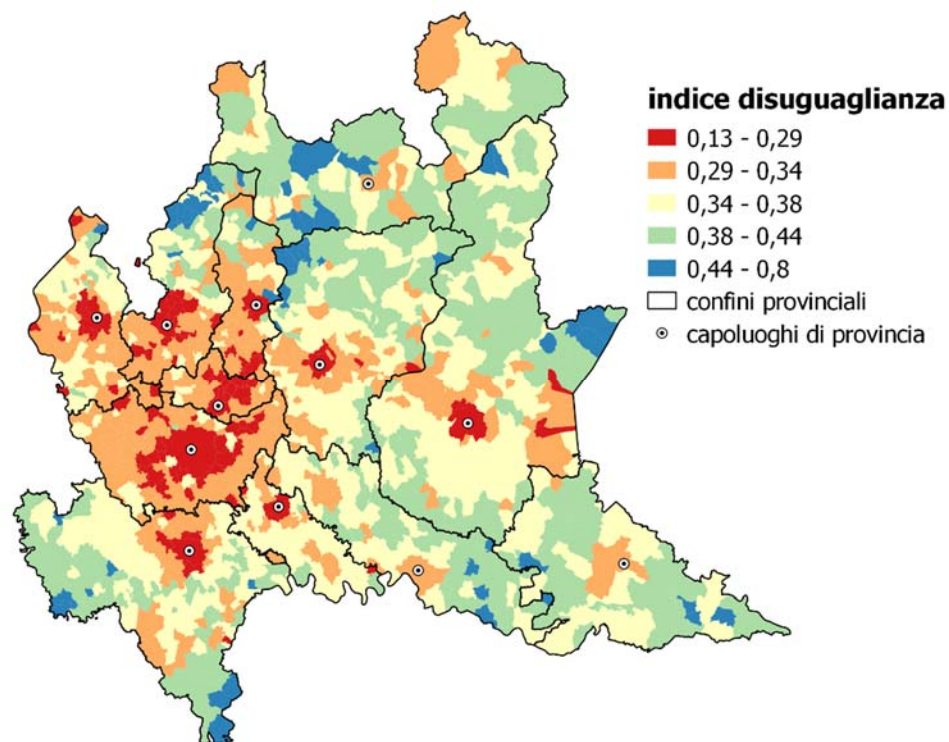 indice disuguaglianza
0,13 - 0,29
0,29 - 0,34
0,34 - 0,38
0,38 - 0,44
0,44 - 0,8
confini provinciali
capoluoghi di provincia